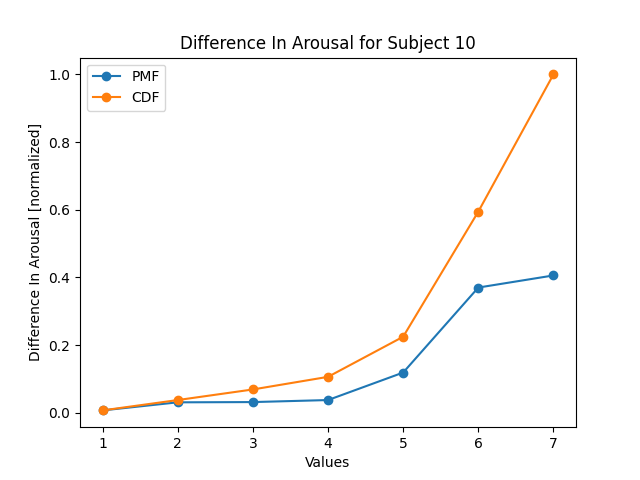 Difference In Arousal for Subject 10
PMF
CDF
Difference In Arousal [normalized]
1.0
0.8
0.6
0.4
0.2
0.0
1 2 3 4 5 6 7
Values